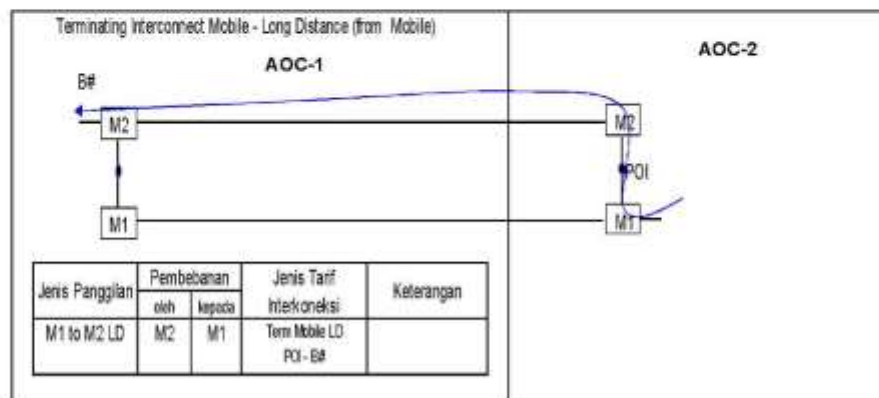 Terminating Interconnect Mobile - Long Distance (from Mobile)
AOC-1
AOC-2
B#
M2
M2
POI
M1
M1
Jenis Panggilan
Pembebanan
oleh
kepada
Jenis Tarif
Interkoneksi
Keterangan
M1 to M2 LD
M2
M1
Term Mobile LD
POI - B#